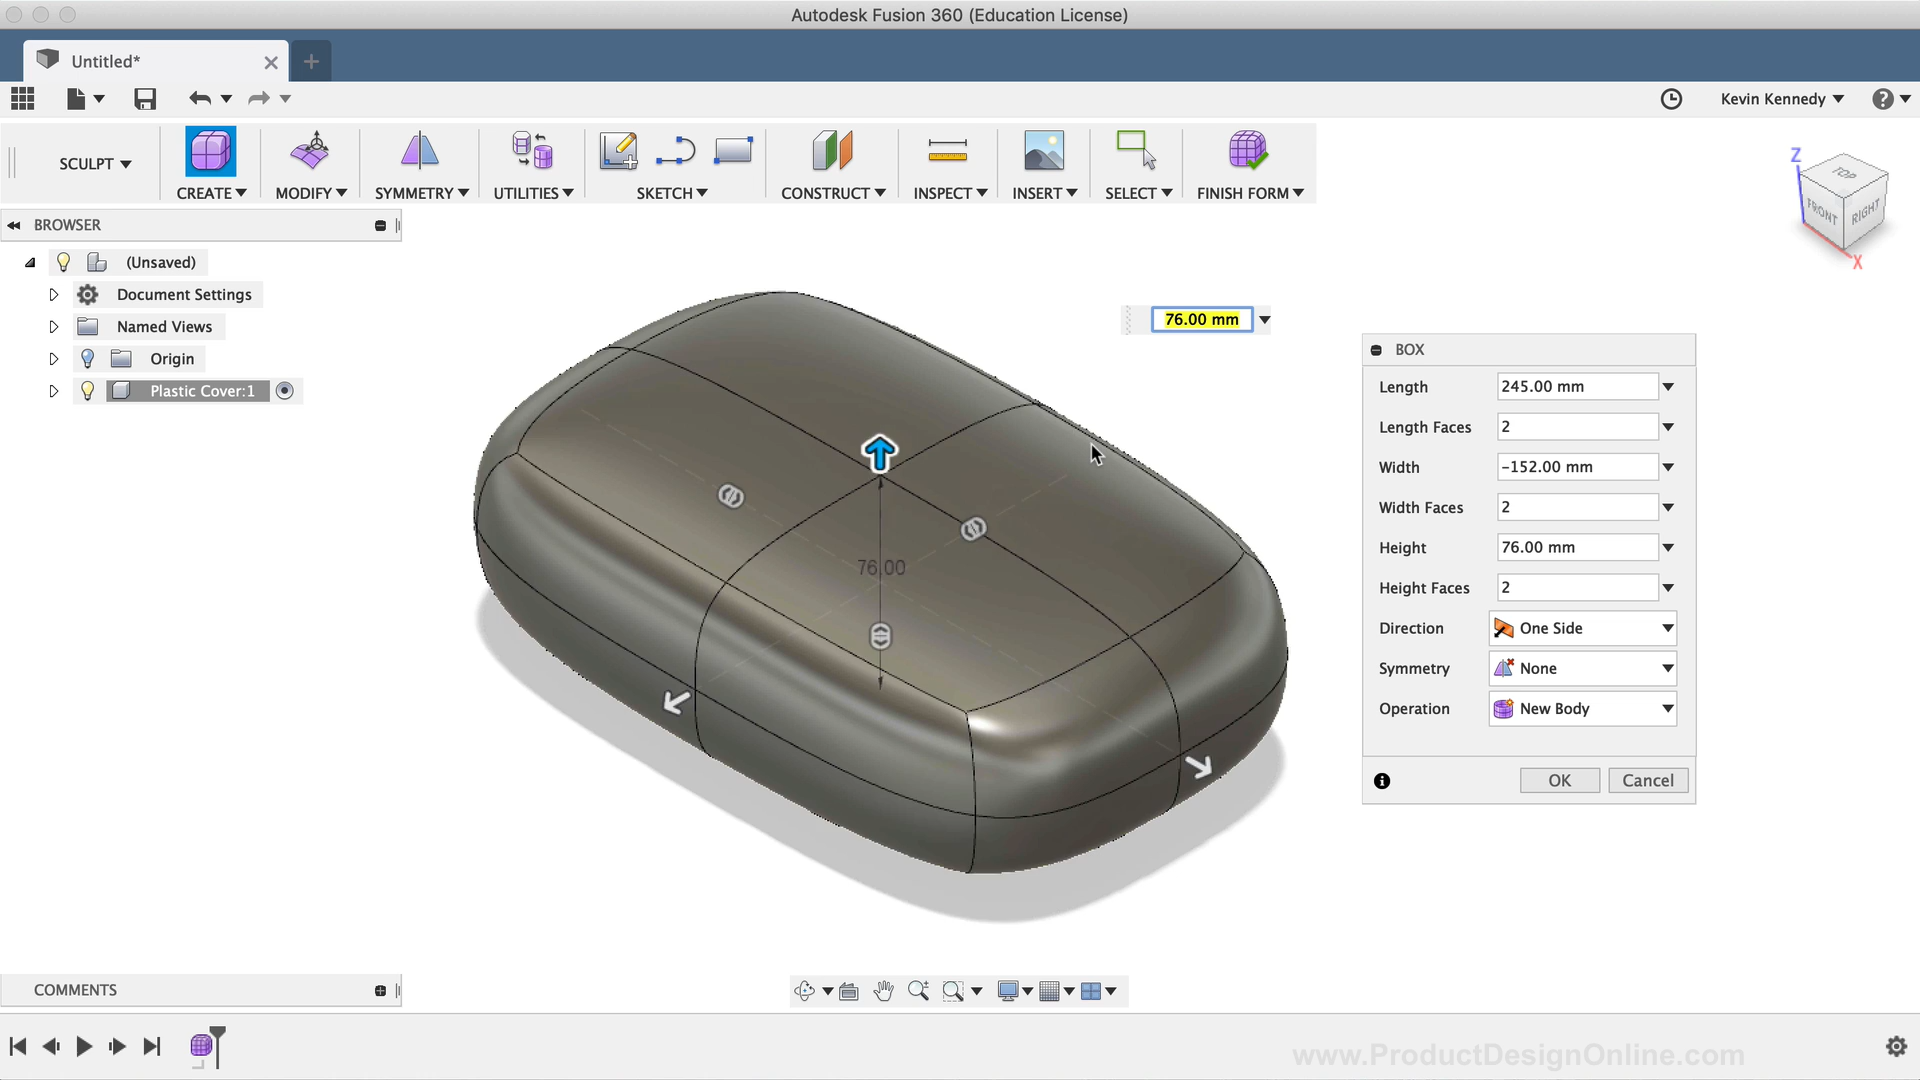 Autodesk Fusion 360 (Education License)
Untitled*
Kevin Kennedy
SCULPT
CREATE
MODIFY
SYMMETRY
UTILITIES
SKETCH
CONSTRUCT
INSPECT
INSERT
SELECT
FINISH FORM
Z
TOP
FRONT
RIGHT
X
BROWSER
(Unsaved)
Document Settings
Named Views
Origin
Plastic Cover:1
76.00 mm
76.00
BOX
Length 245.00 mm
Length Faces 2
Width -152.00 mm
Width Faces 2
Height 76.00 mm
Height Faces 2
Direction One Side
Symmetry None
Operation New Body
OK Cancel
COMMENTS
www.ProductDesignOnline.com